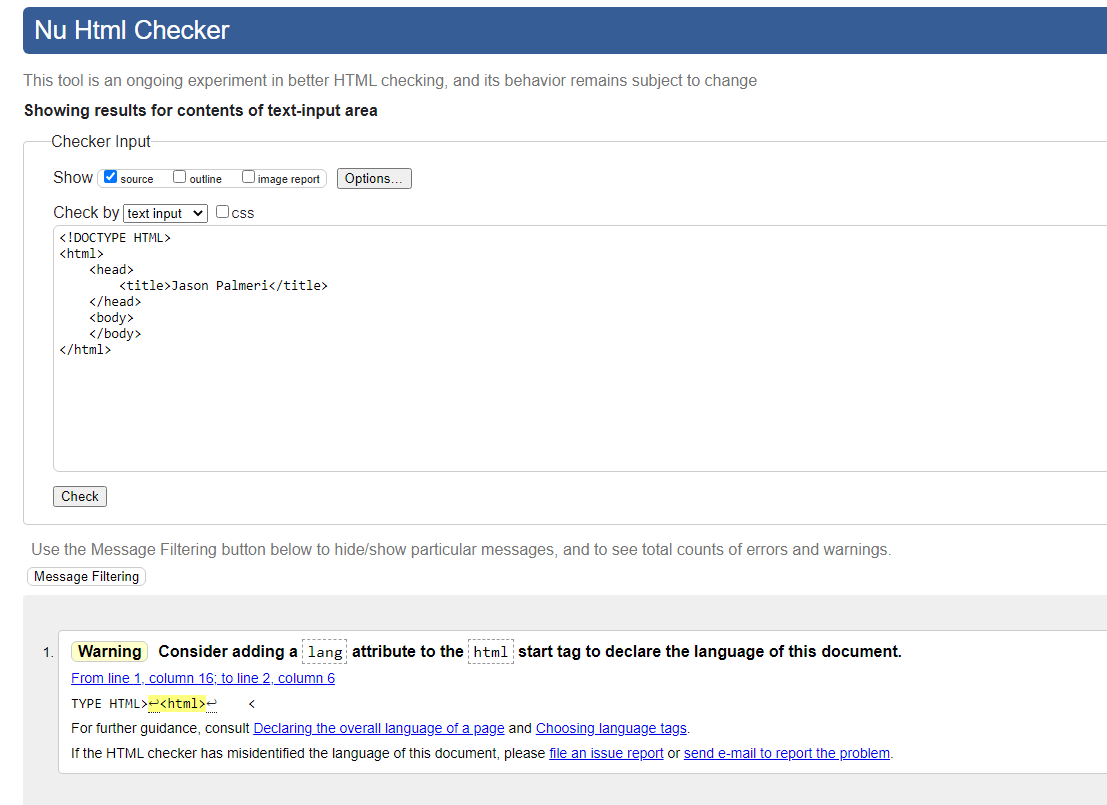 Nu Html Checker
This tool is an ongoing experiment in better HTML checking, and its behavior remains subject to change
Showing results for contents of text-input area
Checker Input
Show source outline image report Options...
Check by text input css
<!DOCTYPE HTML>
<html>
    <head>
        <title>Jason Palmeri</title>
    </head>
    <body>
    </body>
</html>
Check
Use the Message Filtering button below to hide/show particular messages, and to see total counts of errors and warnings.
Message Filtering
1. Warning Consider adding a lang attribute to the html start tag to declare the language of this document.
From line 1, column 16; to line 2, column 6
TYPE HTML>↩<html>↩    <
For further guidance, consult Declaring the overall language of a page and Choosing language tags.
If the HTML checker has misidentified the language of this document, please file an issue report or send e-mail to report the problem.